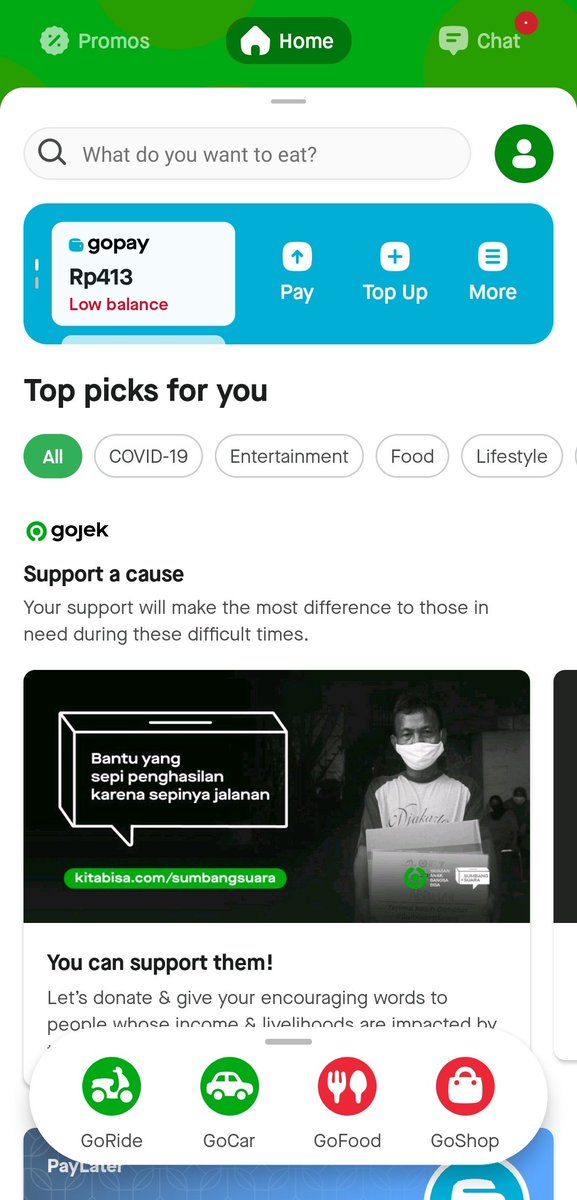 Promos
Home
Chat
What do you want to eat?
gopay
Rp413
Low balance
Pay
Top Up
More
Top picks for you
All
COVID-19
Entertainment
Food
Lifestyle
gojek
Support a cause
Your support will make the most difference to those in
need during these difficult times.
Bantu yang
sepi penghasilan
karena sepinya jalanan
kitabisa.com/sumbangsuara
Djakarta
YAYASAN
ANAK
BANGSA
BISA
SUMBANG
SUARA
You can support them!
Let's donate & give your encouraging words to
people whose income & livelihoods are impacted by
GoRide
GoCar
GoFood
GoShop
PayLater